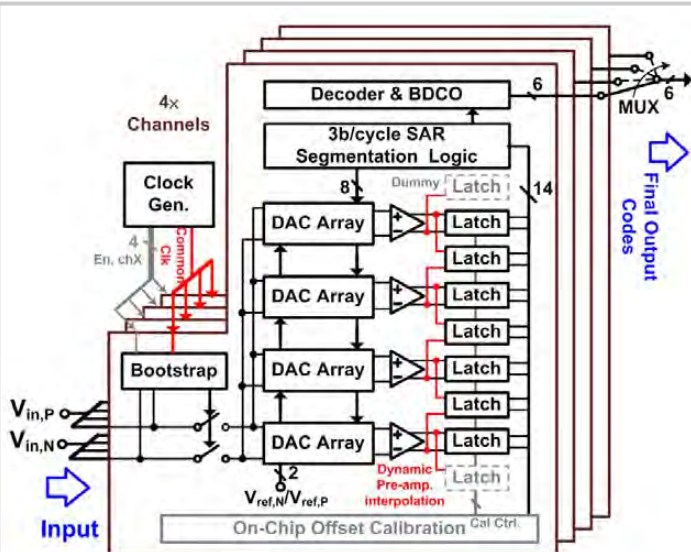 Decoder & BDCO
6
MUX
6
4x
Channels
3b/cycle SAR
Segmentation Logic
8
Dummy
Latch
14
Final Output
Codes
Clock
Gen.
4
En, chX
Common
Clk
DAC Array
Latch
Latch
DAC Array
Latch
Latch
DAC Array
Latch
Latch
DAC Array
Latch
Latch
Bootstrap
Vin,P
Vin,N
2
Vref,N/Vref,P
Dynamic
Pre-amp.
interpolation
Input
On-Chip Offset Calibration
Cal Ctrl.